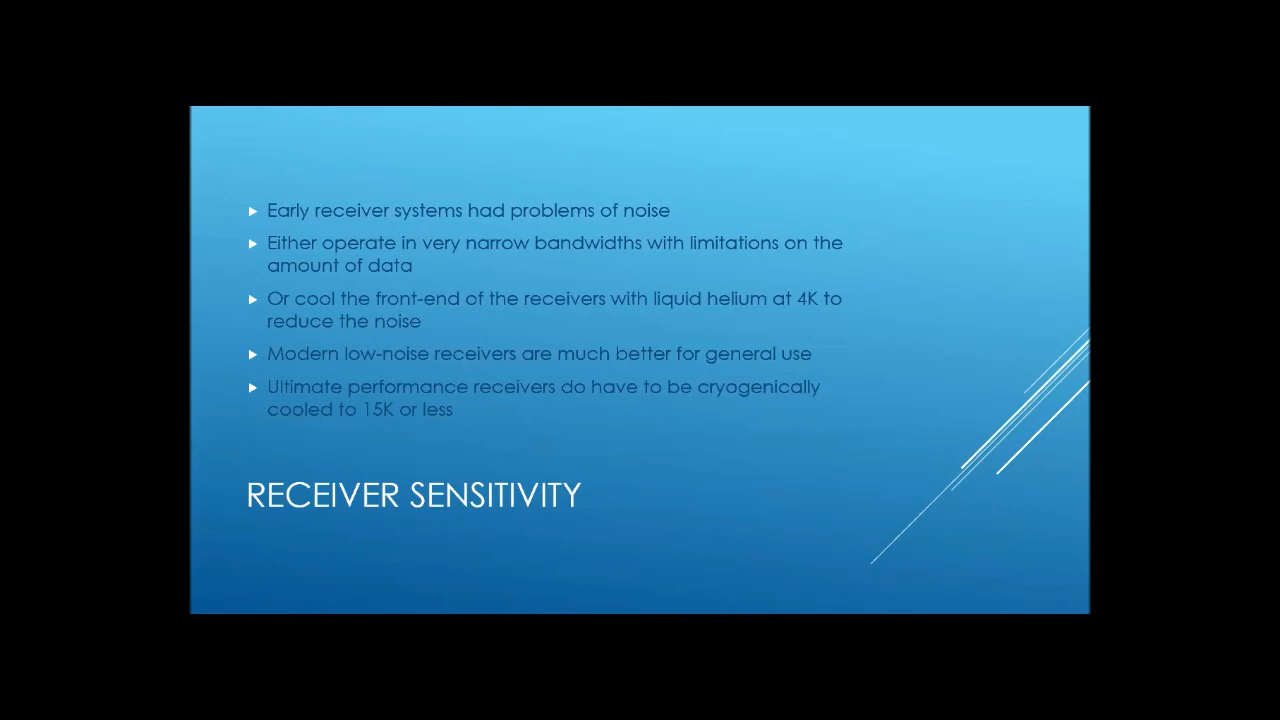 Early receiver systems had problems of noise
Either operate in very narrow bandwidths with limitations on the
amount of data
Or cool the front-end of the receivers with liquid helium at 4K to
reduce the noise
Modern low-noise receivers are much better for general use
Ultimate performance receivers do have to be cryogenically
cooled to 15K or less
RECEIVER SENSITIVITY